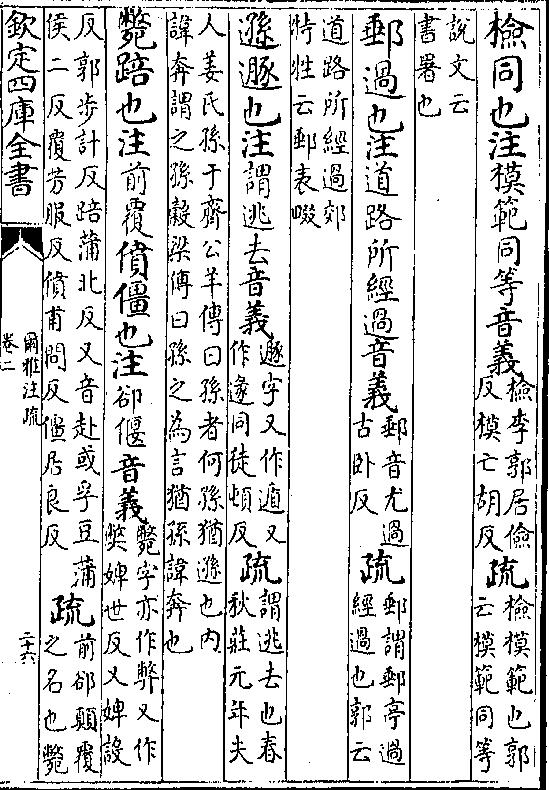 檢同也注模範同等音義檢李郭居儉
反模亡胡反疏檢模範也郭
云模範同等
說文云
書署也
郵過也注道路所經過音義郵音尤過
古卧反疏郵謂郵亭過
經過也郭云
道路所經過郊
特牲云郵表畷
遜遯也注謂逃去音義遯字又作遁又
作遂同徒頓反疏謂逃去也春
秋莊元年夫
人姜氏孫于齊公羊傳曰孫者何孫猶遜也内
諱奔謂之孫穀梁傳曰孫之為言猶孫諱奔也
斃踣也注前覆僨僵也注卻偃音義斃字亦作弊又作
獘婢世反又婢設
反郭步計反踣蒲北反又音赴或孚豆蒲
侯二反覆芳服反僨甫問反僵居良反疏前卻顛覆
之名也斃
欽定四庫全書
爾雅注疏
卷二
二十六